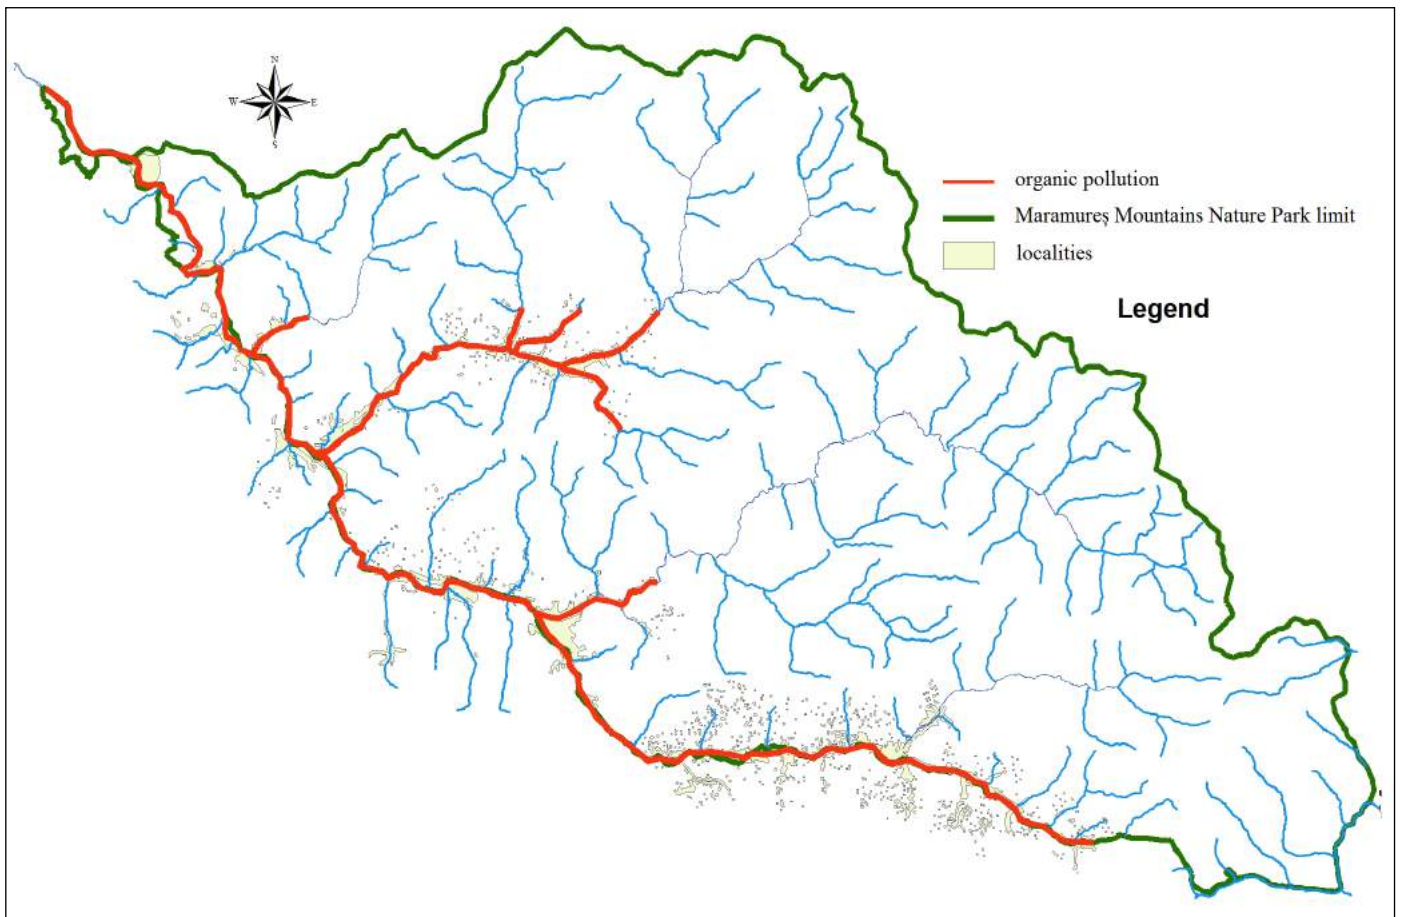 N
W
E
S
organic pollution
Maramureș Mountains Nature Park limit
localities
Legend